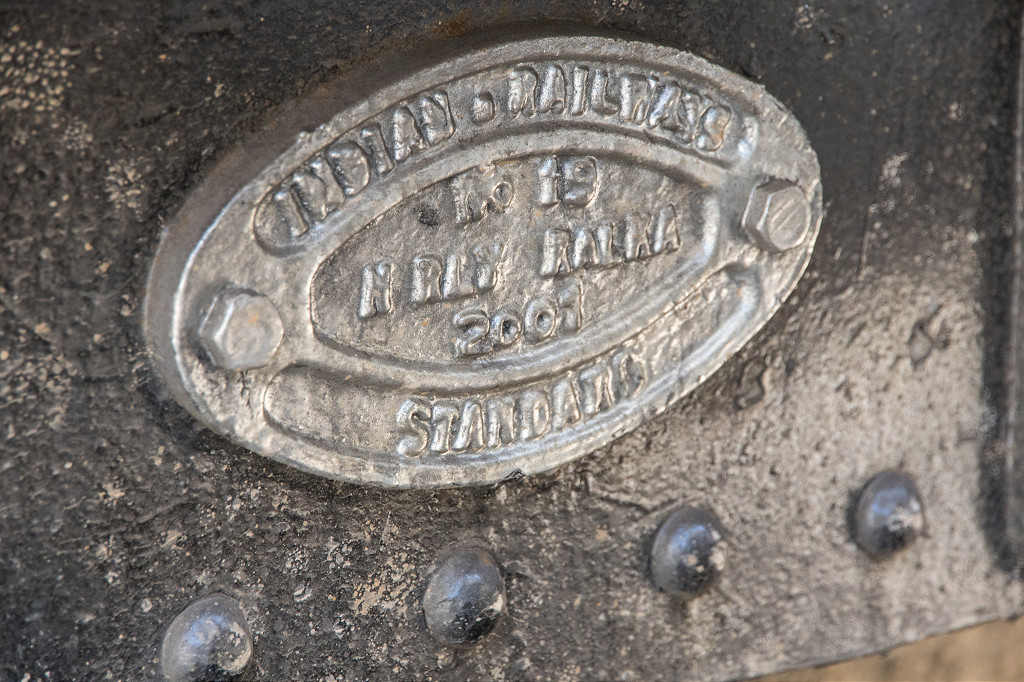 INDIAN . RAILWAYS
No 19
N RLY KALKA
2007
STANDARD